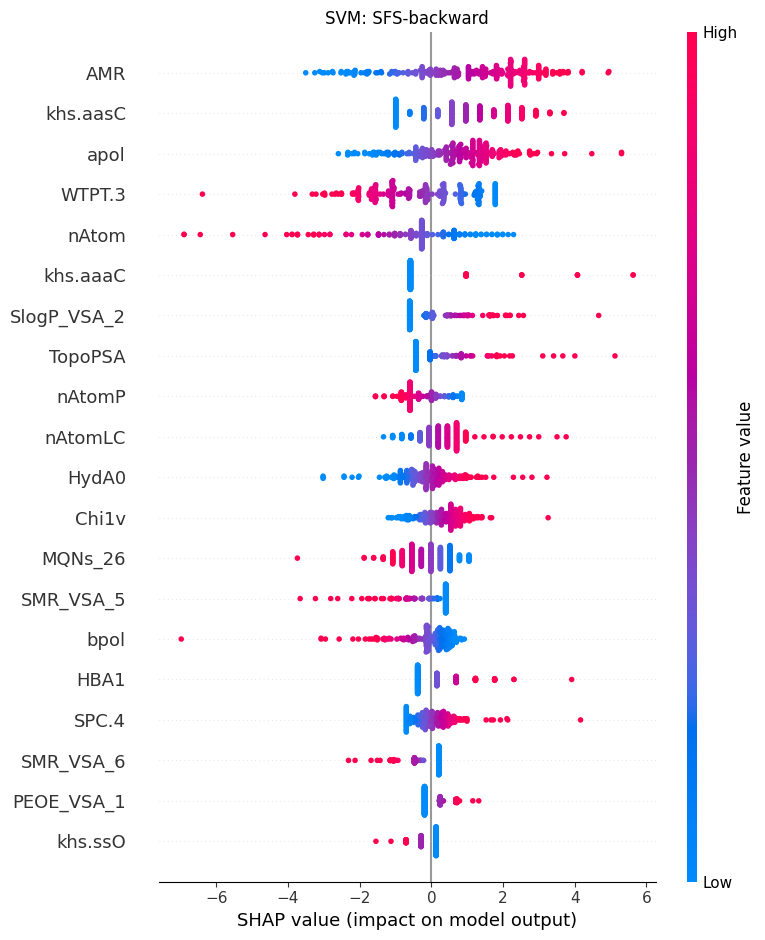 SVM: SFS-backward
High
AMR
khs.aasC
apol
WTPT.3
nAtom
khs.aaaC
SlogP_VSA_2
TopoPSA
nAtomP
nAtomLC
HydA0
Chi1v
MQNs_26
SMR_VSA_5
bpol
HBA1
SPC.4
SMR_VSA_6
PEOE_VSA_1
khs.ssO
Feature value
Low
−6 −4 −2 0 2 4 6
SHAP value (impact on model output)